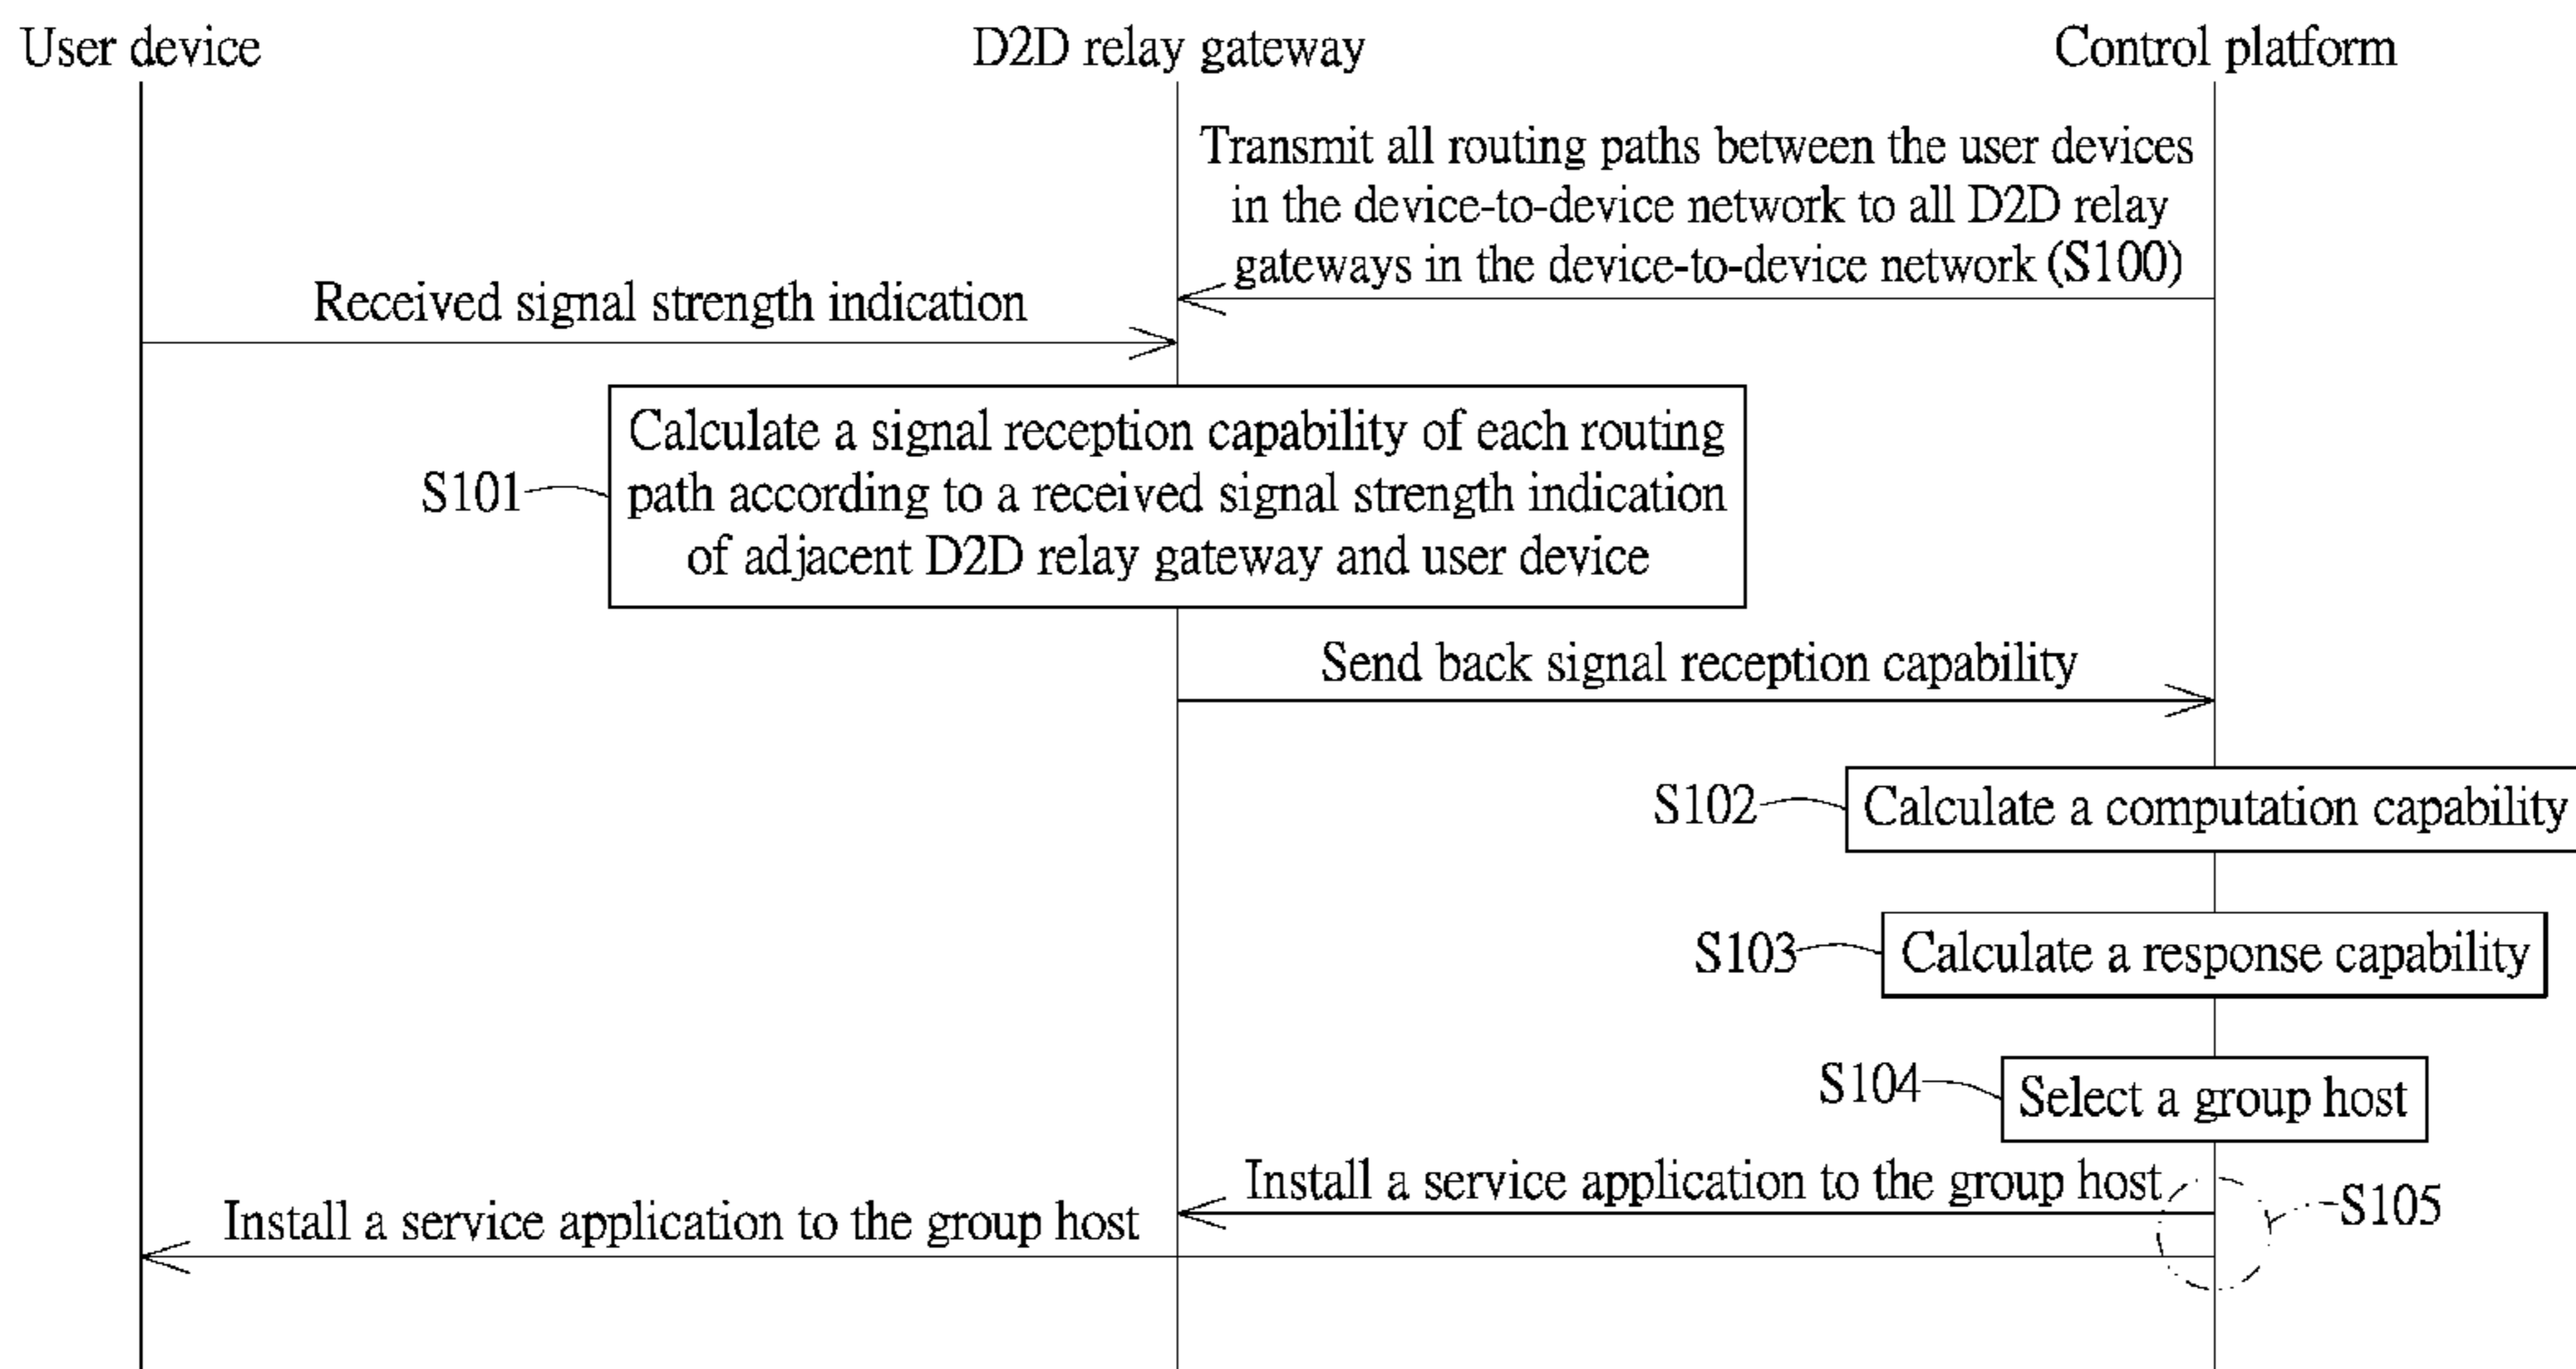 User device
D2D relay gateway
Control platform
Transmit all routing paths between the user devices
in the device-to-device network to all D2D relay
gateways in the device-to-device network (S100)
Received signal strength indication
Calculate a signal reception capability of each routing
path according to a received signal strength indication
of adjacent D2D relay gateway and user device
S101
Send back signal reception capability
S102
Calculate a computation capability
S103
Calculate a response capability
S104
Select a group host
Install a service application to the group host
S105
Install a service application to the group host